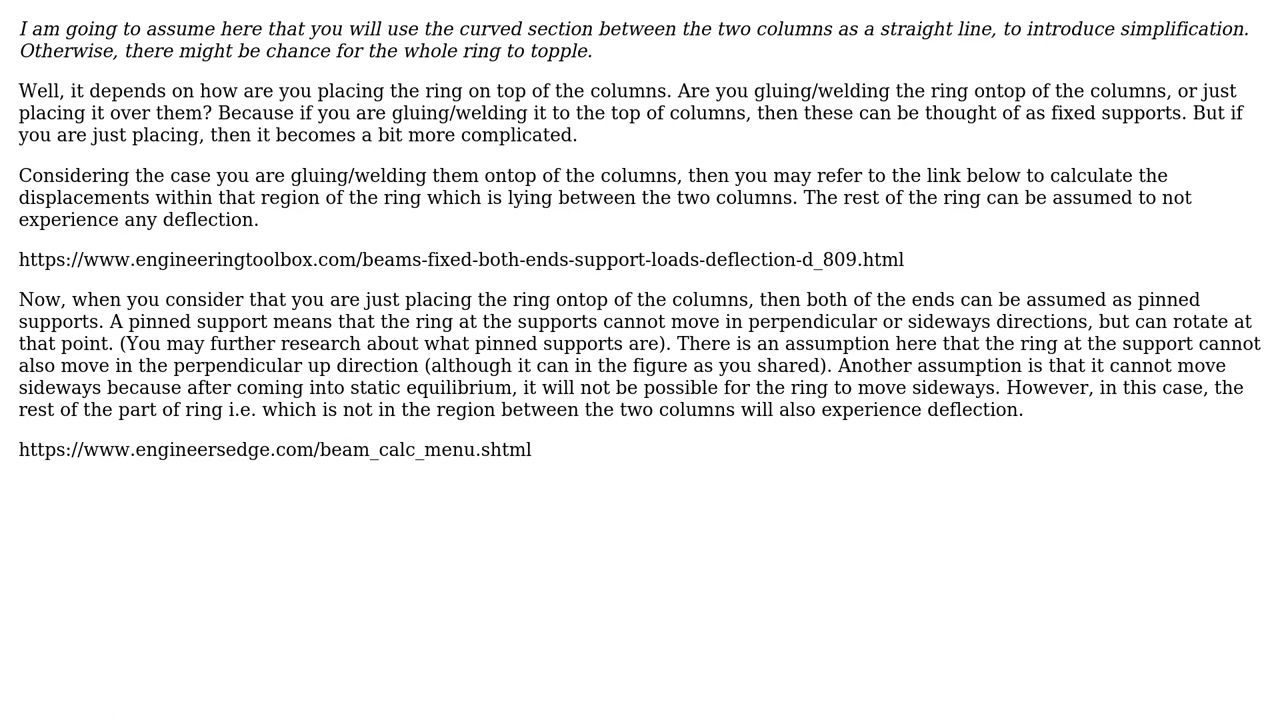 I am going to assume here that you will use the curved section between the two columns as a straight line, to introduce simplification.
Otherwise, there might be chance for the whole ring to topple.
Well, it depends on how are you placing the ring on top of the columns. Are you gluing/welding the ring ontop of the columns, or just
placing it over them? Because if you are gluing/welding it to the top of columns, then these can be thought of as fixed supports. But if
you are just placing, then it becomes a bit more complicated.
Considering the case you are gluing/welding them ontop of the columns, then you may refer to the link below to calculate the
displacements within that region of the ring which is lying between the two columns. The rest of the ring can be assumed to not
experience any deflection.
https://www.engineeringtoolbox.com/beams-fixed-both-ends-support-loads-deflection-d_809.html
Now, when you consider that you are just placing the ring ontop of the columns, then both of the ends can be assumed as pinned
supports. A pinned support means that the ring at the supports cannot move in perpendicular or sideways directions, but can rotate at
that point. (You may further research about what pinned supports are). There is an assumption here that the ring at the support cannot
also move in the perpendicular up direction (although it can in the figure as you shared). Another assumption is that it cannot move
sideways because after coming into static equilibrium, it will not be possible for the ring to move sideways. However, in this case, the
rest of the part of ring i.e. which is not in the region between the two columns will also experience deflection.
https://www.engineersedge.com/beam_calc_menu.shtml